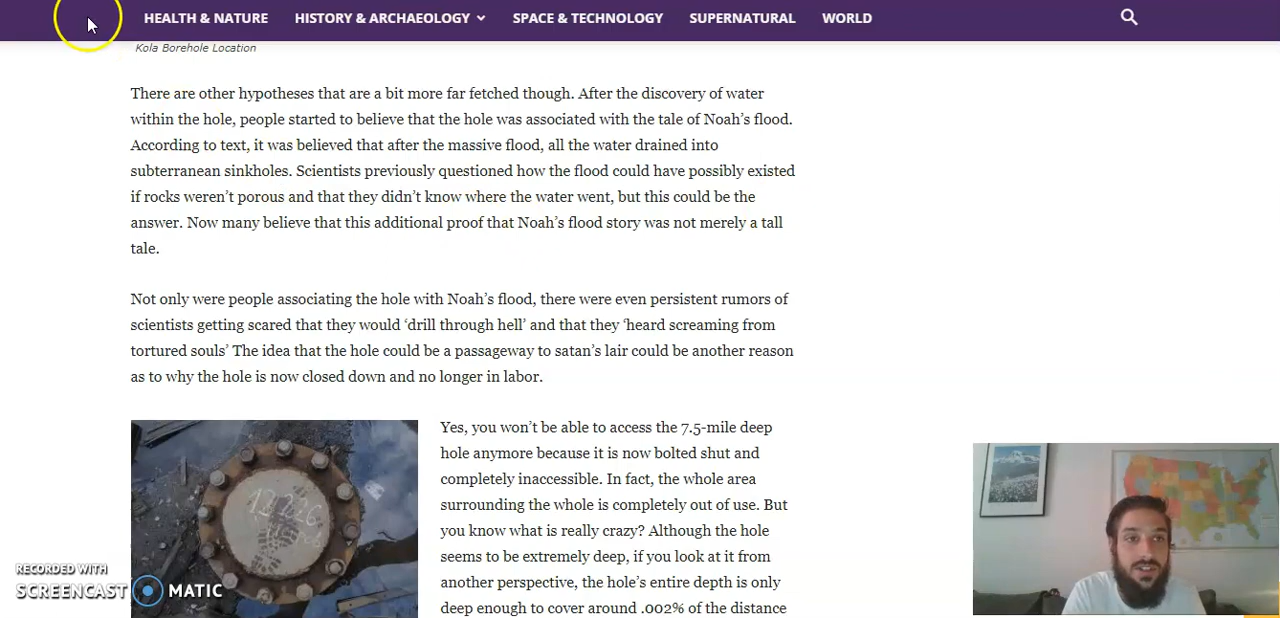 HEALTH & NATURE HISTORY & ARCHAEOLOGY SPACE & TECHNOLOGY SUPERNATURAL WORLD
Kola Borehole Location
There are other hypotheses that are a bit more far fetched though. After the discovery of water
within the hole, people started to believe that the hole was associated with the tale of Noah's flood.
According to text, it was believed that after the massive flood, all the water drained into
subterranean sinkholes. Scientists previously questioned how the flood could have possibly existed
if rocks weren't porous and that they didn't know where the water went, but this could be the
answer. Now many believe that this additional proof that Noah's flood story was not merely a tall
tale.
Not only were people associating the hole with Noah's flood, there were even persistent rumors of
scientists getting scared that they would 'drill through hell' and that they 'heard screaming from
tortured souls' The idea that the hole could be a passageway to satan's lair could be another reason
as to why the hole is now closed down and no longer in labor.
Yes, you won't be able to access the 7.5-mile deep
hole anymore because it is now bolted shut and
completely inaccessible. In fact, the whole area
surrounding the whole is completely out of use. But
you know what is really crazy? Although the hole
seems to be extremely deep, if you look at it from
another perspective, the hole's entire depth is only
deep enough to cover around .002% of the distance
RECORDED WITH
SCREENCAST MATIC